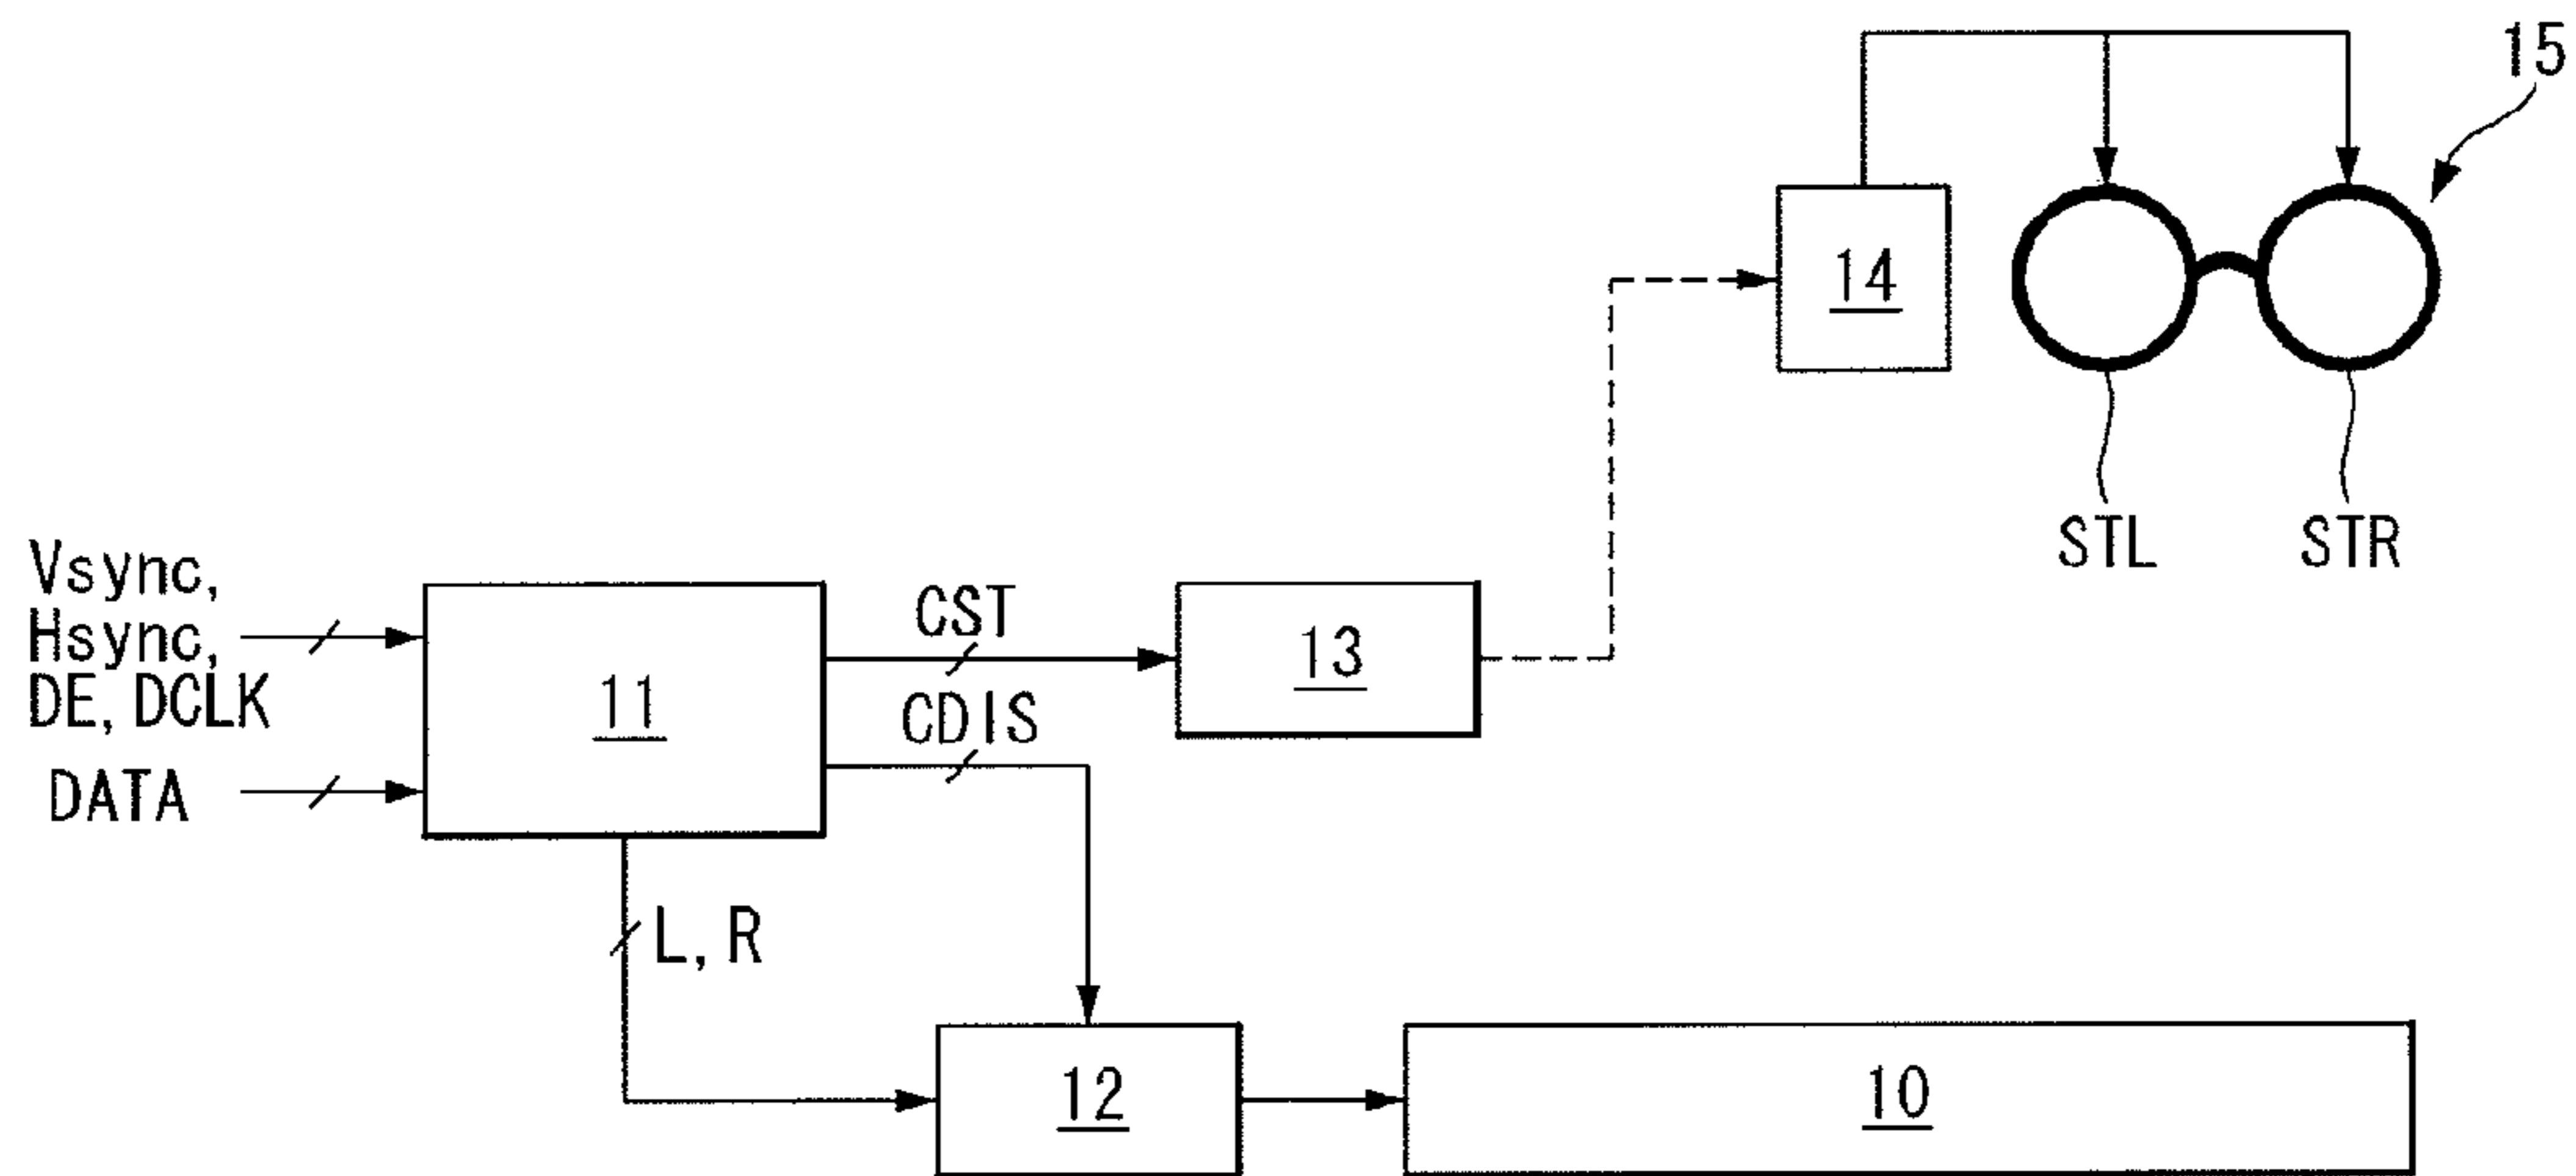 15
14
STL
STR
Vsync,
Hsync,
DE, DCLK
DATA
11
CST
CDIS
13
L, R
12
10